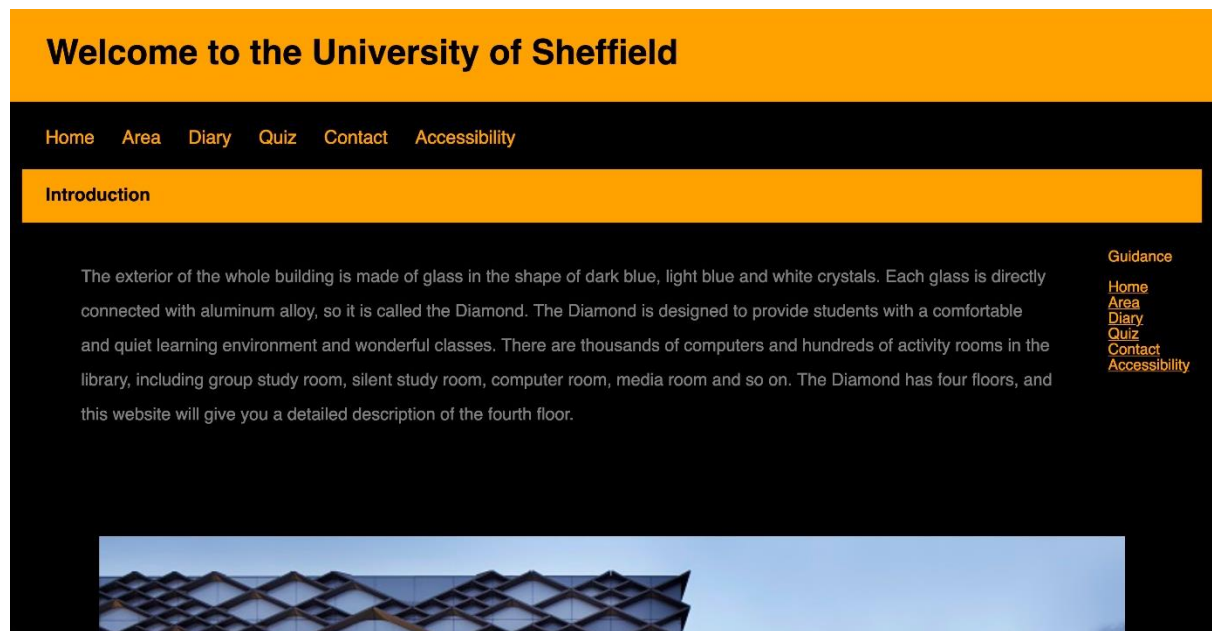 Welcome to the University of Sheffield
Home Area Diary Quiz Contact Accessibility
Introduction
The exterior of the whole building is made of glass in the shape of dark blue, light blue and white crystals. Each glass is directly
connected with aluminum alloy, so it is called the Diamond. The Diamond is designed to provide students with a comfortable
and quiet learning environment and wonderful classes. There are thousands of computers and hundreds of activity rooms in the
library, including group study room, silent study room, computer room, media room and so on. The Diamond has four floors, and
this website will give you a detailed description of the fourth floor.
Guidance
Home
Area
Diary
Quiz
Contact
Accessibility